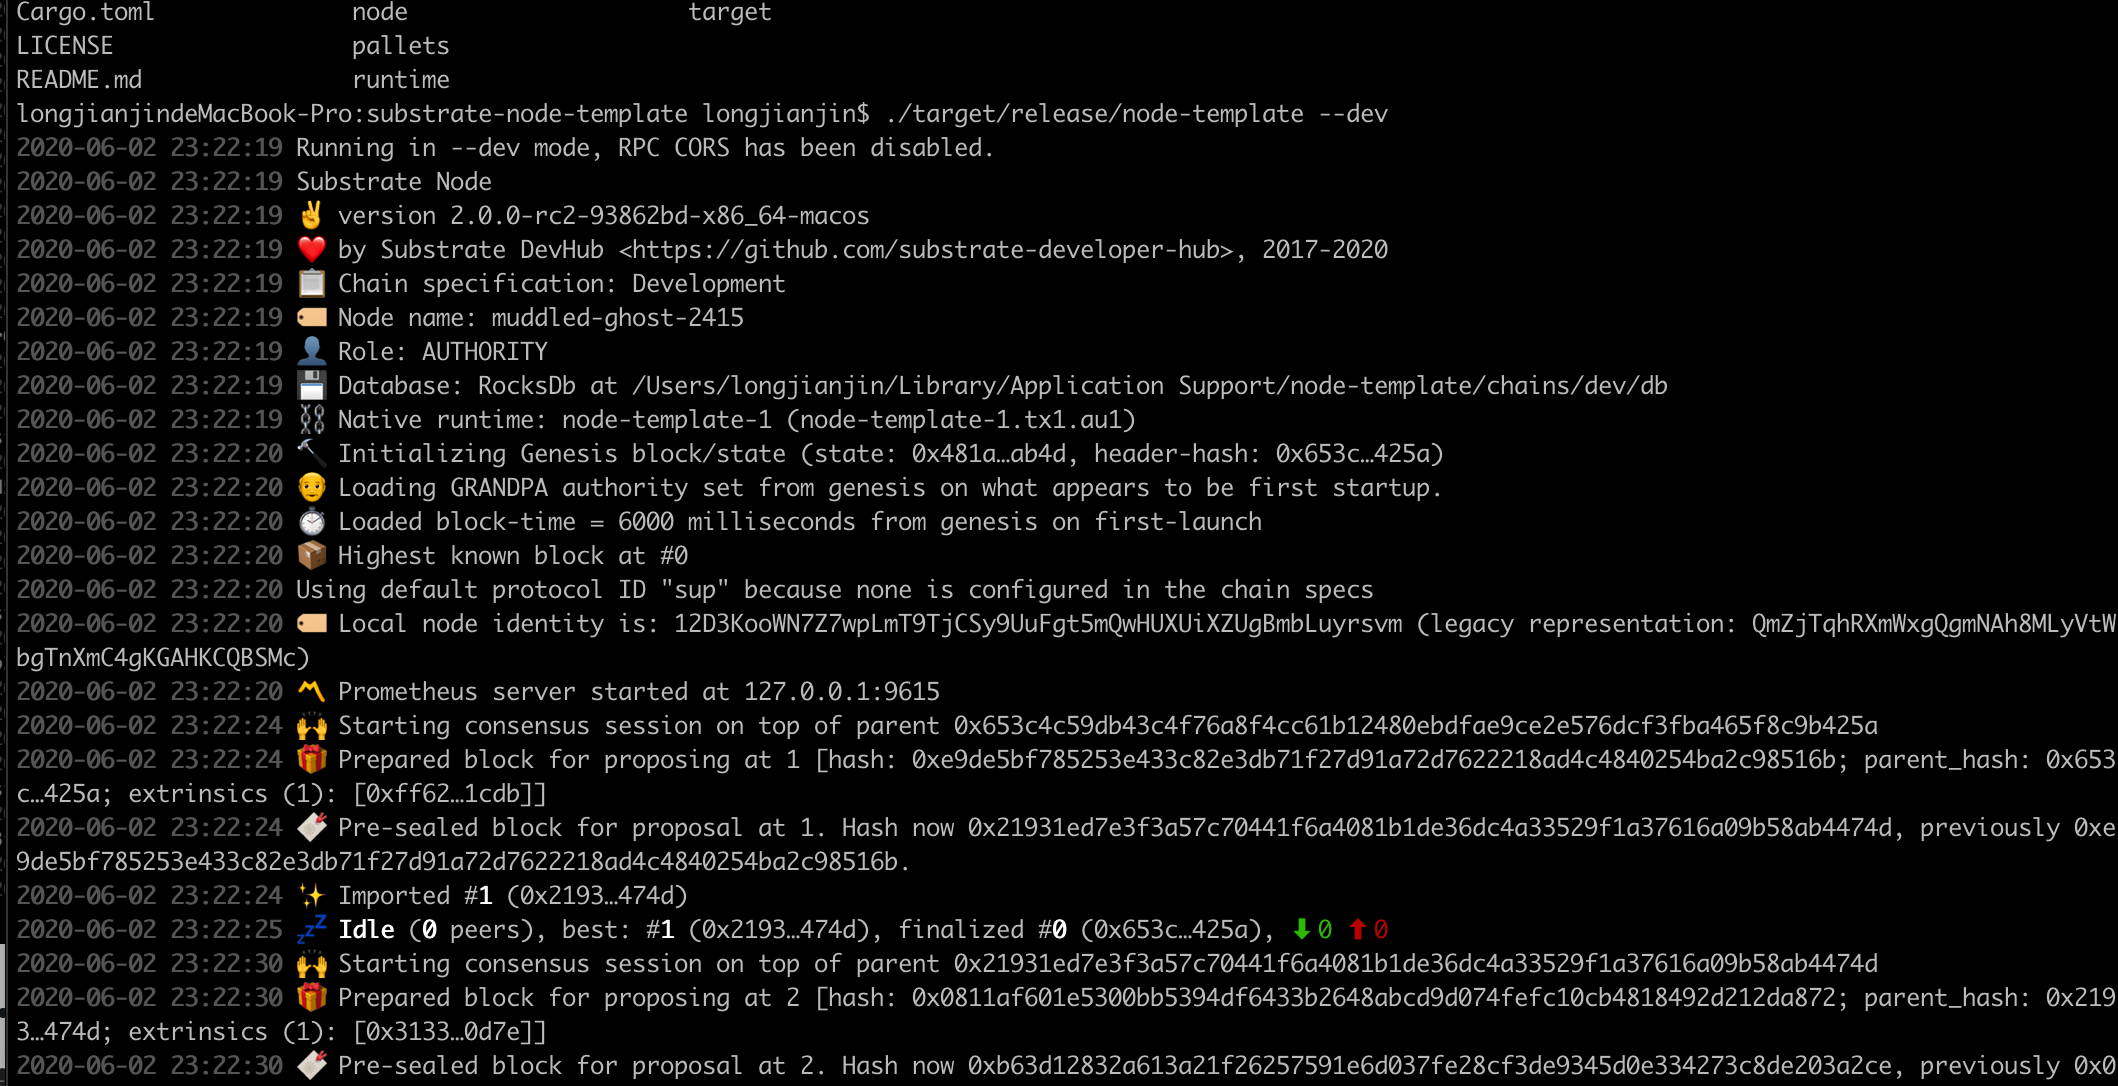 Cargo.toml node target
LICENSE pallets
README.md runtime
longjianjindeMacBook-Pro:substrate-node-template longjianjin$ ./target/release/node-template --dev
2020-06-02 23:22:19 Running in --dev mode, RPC CORS has been disabled.
2020-06-02 23:22:19 Substrate Node
2020-06-02 23:22:19 ✌️ version 2.0.0-rc2-93862bd-x86_64-macos
2020-06-02 23:22:19 ❤️ by Substrate DevHub <https://github.com/substrate-developer-hub>, 2017-2020
2020-06-02 23:22:19 📋 Chain specification: Development
2020-06-02 23:22:19 🏷 Node name: muddled-ghost-2415
2020-06-02 23:22:19 👤 Role: AUTHORITY
2020-06-02 23:22:19 💾 Database: RocksDb at /Users/longjianjin/Library/Application Support/node-template/chains/dev/db
2020-06-02 23:22:19 ⛓ Native runtime: node-template-1 (node-template-1.tx1.au1)
2020-06-02 23:22:20 🔨 Initializing Genesis block/state (state: 0x481a…ab4d, header-hash: 0x653c…425a)
2020-06-02 23:22:20 👴 Loading GRANDPA authority set from genesis on what appears to be first startup.
2020-06-02 23:22:20 ⏱ Loaded block-time = 6000 milliseconds from genesis on first-launch
2020-06-02 23:22:20 📦 Highest known block at #0
2020-06-02 23:22:20 Using default protocol ID "sup" because none is configured in the chain specs
2020-06-02 23:22:20 🏷 Local node identity is: 12D3KooWN7Z7wpLmT9TjCSy9UuFgt5mQwHUXUiXZUgBmbLuyrsvm (legacy representation: QmZjTqhRXmWxgQgmNAh8MLyVtW
bgTnXmC4gKGAHKCQBSMc)
2020-06-02 23:22:20 〽️ Prometheus server started at 127.0.0.1:9615
2020-06-02 23:22:24 🙌 Starting consensus session on top of parent 0x653c4c59db43c4f76a8f4cc61b12480ebdfae9ce2e576dcf3fba465f8c9b425a
2020-06-02 23:22:24 🎁 Prepared block for proposing at 1 [hash: 0xe9de5bf785253e433c82e3db71f27d91a72d7622218ad4c4840254ba2c98516b; parent_hash: 0x653
c…425a; extrinsics (1): [0xff62…1cdb]]
2020-06-02 23:22:24 🔖 Pre-sealed block for proposal at 1. Hash now 0x21931ed7e3f3a57c70441f6a4081b1de36dc4a33529f1a37616a09b58ab4474d, previously 0xe
9de5bf785253e433c82e3db71f27d91a72d7622218ad4c4840254ba2c98516b.
2020-06-02 23:22:24 ✨ Imported #1 (0x2193…474d)
2020-06-02 23:22:25 💤 Idle (0 peers), best: #1 (0x2193…474d), finalized #0 (0x653c…425a), ⬇ 0 ⬆ 0
2020-06-02 23:22:30 🙌 Starting consensus session on top of parent 0x21931ed7e3f3a57c70441f6a4081b1de36dc4a33529f1a37616a09b58ab4474d
2020-06-02 23:22:30 🎁 Prepared block for proposing at 2 [hash: 0x0811af601e5300bb5394df6433b2648abcd9d074fefc10cb4818492d212da872; parent_hash: 0x219
3…474d; extrinsics (1): [0x3133…0d7e]]
2020-06-02 23:22:30 🔖 Pre-sealed block for proposal at 2. Hash now 0xb63d12832a613a21f26257591e6d037fe28cf3de9345d0e334273c8de203a2ce, previously 0x0